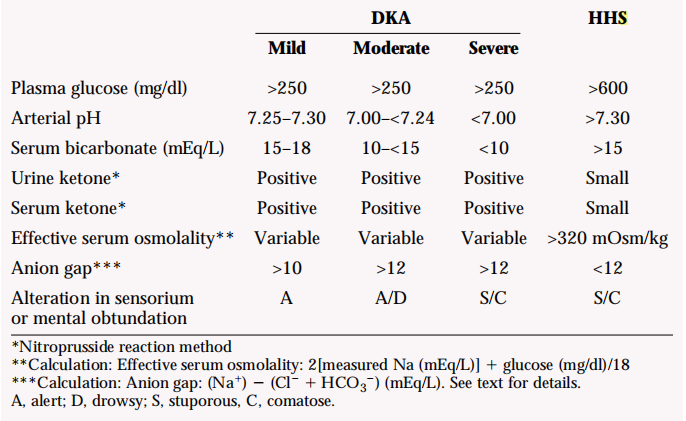 DKA HHS
Mild Moderate Severe
Plasma glucose (mg/dl) >250 >250 >250 >600
Arterial pH 7.25–7.30 7.00–<7.24 <7.00 >7.30
Serum bicarbonate (mEq/L) 15–18 10–<15 <10 >15
Urine ketone* Positive Positive Positive Small
Serum ketone* Positive Positive Positive Small
Effective serum osmolality** Variable Variable Variable >320 mOsm/kg
Anion gap*** >10 >12 >12 <12
Alteration in sensorium A A/D S/C S/C
or mental obtundation
*Nitroprusside reaction method
**Calculation: Effective serum osmolality: 2[measured Na (mEq/L)] + glucose (mg/dl)/18
***Calculation: Anion gap: (Na⁺) − (Cl⁻ + HCO₃⁻) (mEq/L). See text for details.
A, alert; D, drowsy; S, stuporous, C, comatose.